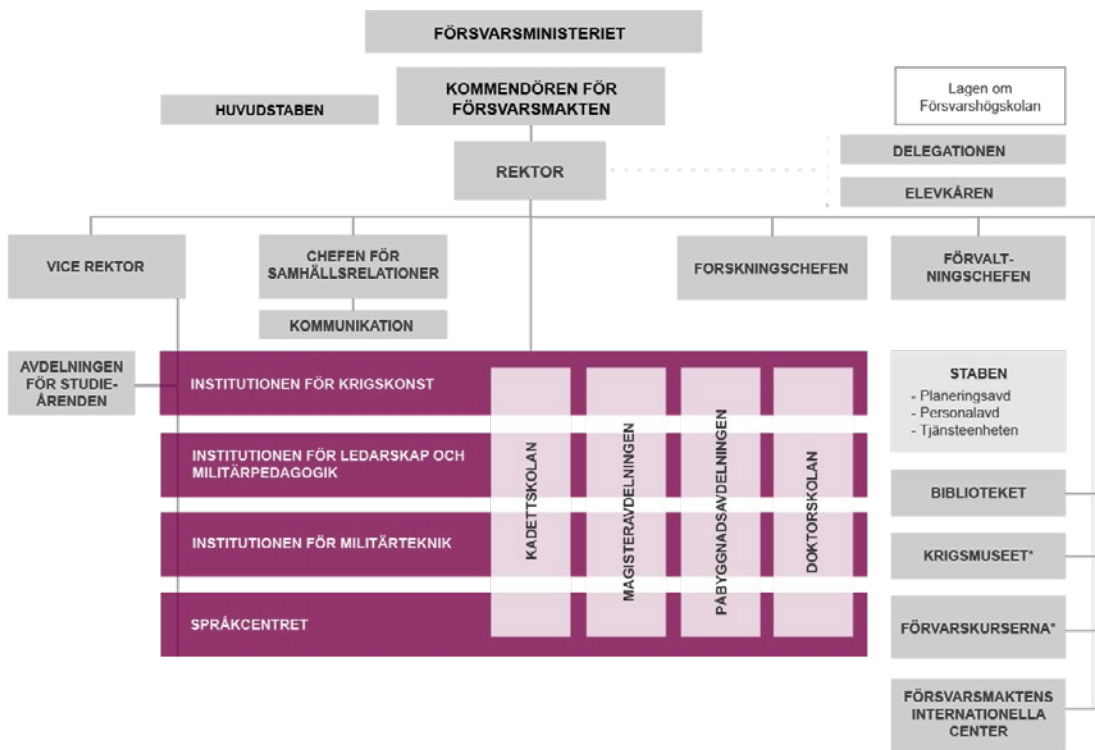 FÖRSVARSMINISTERIET
KOMMENDÖREN FÖR
FÖRSVARSMAKTEN
HUVUDSTABEN
Lagen om
Försvarshögskolan
REKTOR
DELEGATIONEN
ELEVKÅREN
VICE REKTOR
CHEFEN FÖR
SAMHÄLLSRELATIONER
FORSKNINGSCHEFEN
FÖRVALT-
NINGSCHEFEN
KOMMUNIKATION
AVDELNINGEN
FÖR STUDIE-
ÄRENDEN
INSTITUTIONEN FÖR KRIGSKONST
INSTITUTIONEN FÖR LEDARSKAP OCH
MILITÄRPEDAGOGIK
INSTITUTIONEN FÖR MILITÄRTEKNIK
SPRÅKCENTRET
KADETTSKOLAN
MAGISTERAVDELNINGEN
PÅBYGGNADSAVDELNINGEN
DOKTORSKOLAN
STABEN
- Planeringsavd
- Personalavd
- Tjänsteenheten
BIBLIOTEKET
KRIGSMUSEET*
FÖRVARSKURSERNA*
FÖRSVARSMAKTENS
INTERNATIONELLA
CENTER